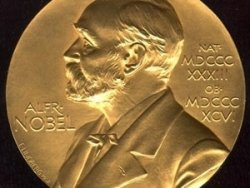 ALFR·
NOBEL
NAT·
MDCCC
XXXIII
OB·
MDCCC
XCVI